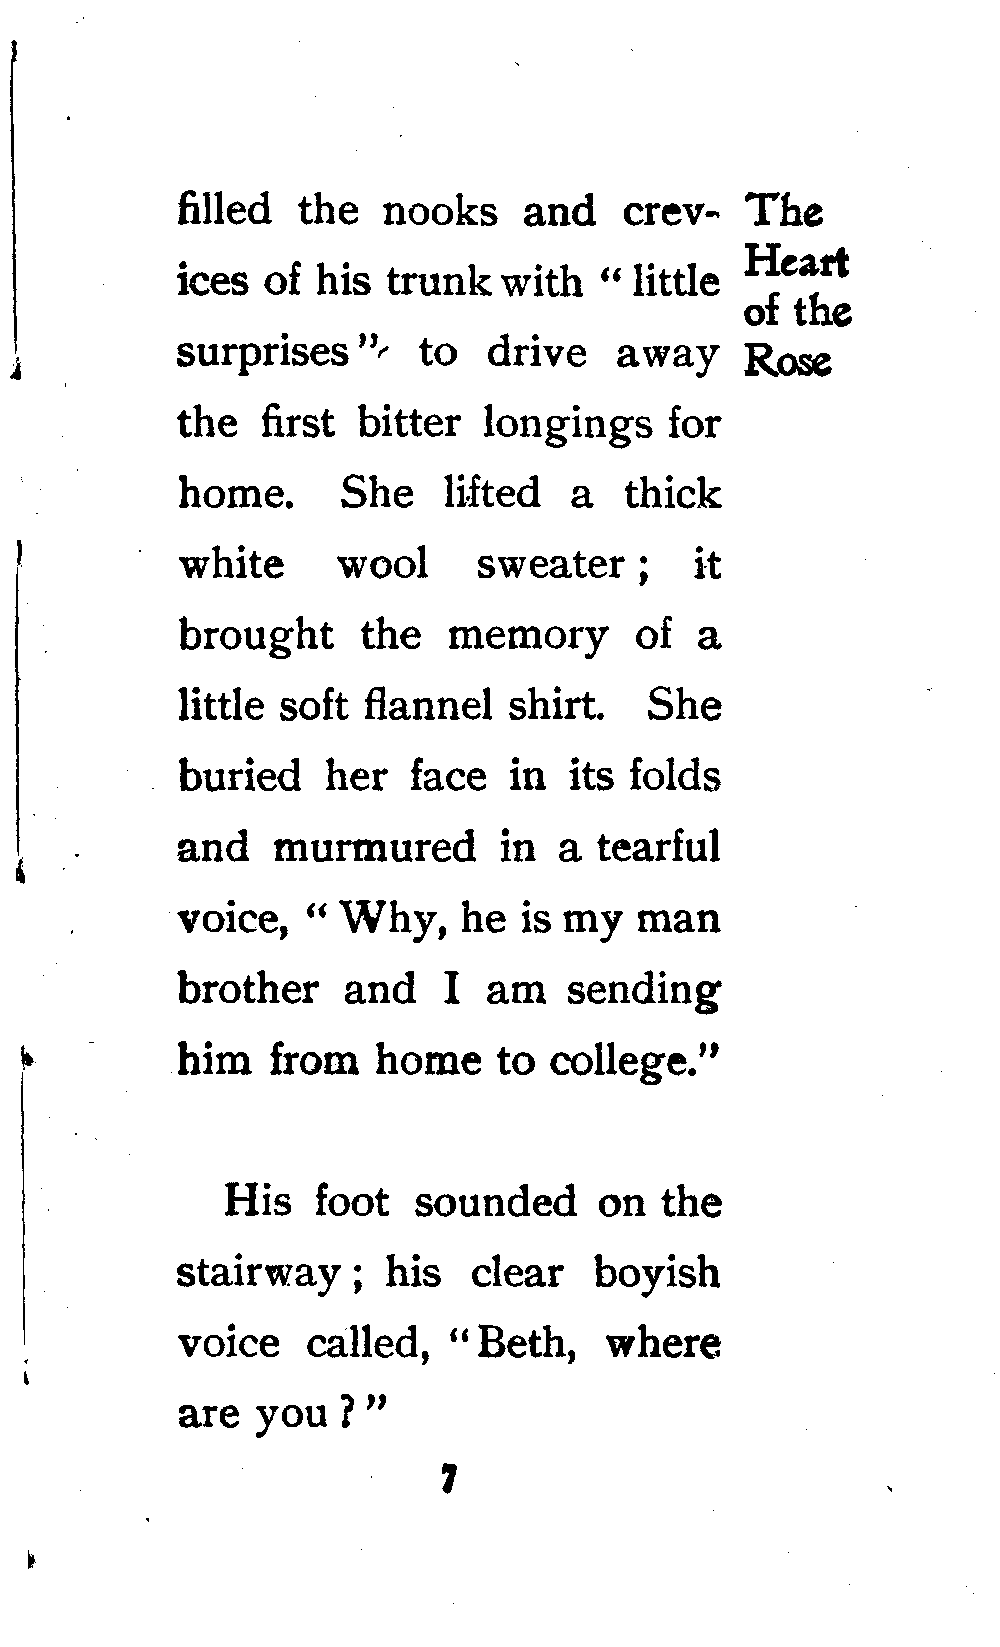 filled the nooks and crev-
ices of his trunk with “ little
surprises ” to drive away
the first bitter longings for
home. She lifted a thick
white wool sweater ; it
brought the memory of a
little soft flannel shirt. She
buried her face in its folds
and murmured in a tearful
voice, “ Why, he is my man
brother and I am sending
him from home to college.”
His foot sounded on the
stairway ; his clear boyish
voice called, “ Beth, where
are you ? ”
The
Heart
of the
Rose
7